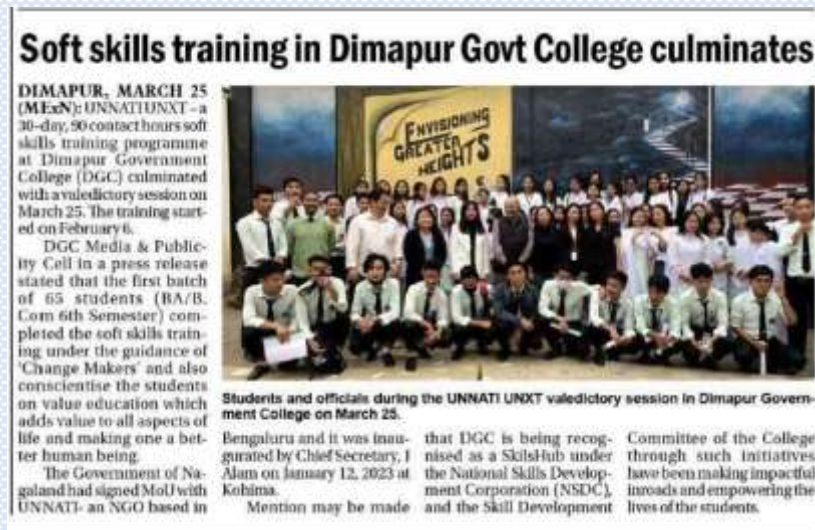 Soft skills training in Dimapur Govt College culminates
DIMAPUR, MARCH 25
(MExN): UNNATI UNXT - a
30-day, 90 contact hours soft
skills training programme
at Dimapur Government
College (DGC) culminated
with a valedictory session on
March 25. The training start-
ed on February 6.
DGC Media & Public-
ity Cell in a press release
stated that the first batch
of 65 students (BA/B.
Com 6th Semester) com-
pleted the soft skills train-
ing under the guidance of
'Change Makers' and also
conscientise the students
on value education which
adds value to all aspects of
life and making one a bet-
ter human being.
The Government of Na-
galand had signed MoU with
UNNATI- an NGO based in
ENVISIONING
GREATER
HEIGHTS
Students and officials during the UNNATI UNXT valedictory session in Dimapur Govern-
ment College on March 25.
Bengaluru and it was inau-
gurated by Chief Secretary, J
Alam on January 12, 2023 at
Kohima.
Mention may be made
that DGC is being recog-
nised as a SkilsHub under
the National Skills Develop-
ment Corporation (NSDC),
and the Skill Development
Committee of the College
through such initiatives
have been making impactful
inroads and empowering the
lives of the students.